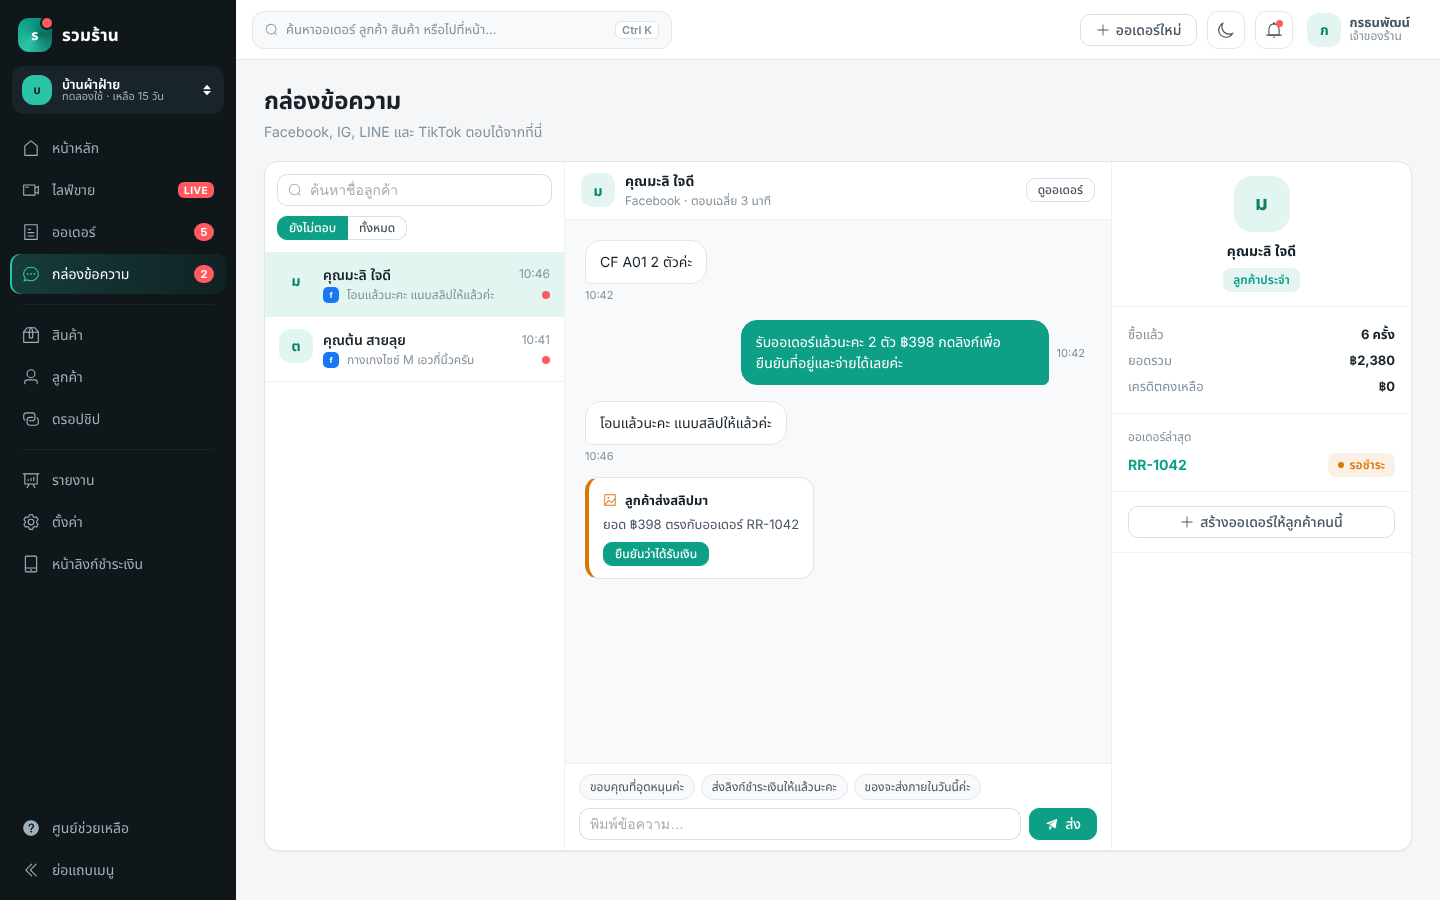 ร
รวมร้าน
บ
บ้านผ้าฝ้าย
ทดลองใช้ · เหลือ 15 วัน
หน้าหลัก
ไลฟ์ขาย
LIVE
ออเดอร์
5
กล่องข้อความ
2
สินค้า
ลูกค้า
ดรอปชิป
รายงาน
ตั้งค่า
หน้าลิงก์ชำระเงิน
ศูนย์ช่วยเหลือ
ย่อแถบเมนู
ค้นหาออเดอร์ ลูกค้า สินค้า หรือไปที่หน้า...
Ctrl K
ออเดอร์ใหม่
ก
กรธนพัฒน์
เจ้าของร้าน
กล่องข้อความ
Facebook, IG, LINE และ TikTok ตอบได้จากที่นี่
ค้นหาชื่อลูกค้า
ยังไม่ตอบ
ทั้งหมด
ม
คุณมะลิ ใจดี
10:46
f
โอนแล้วนะคะ แนบสลิปให้แล้วค่ะ
ต
คุณต้น สายลุย
10:41
f
กางเกงไซซ์ M เอวกี่นิ้วครับ
ม
คุณมะลิ ใจดี
Facebook · ตอบเฉลี่ย 3 นาที
ดูออเดอร์
CF A01 2 ตัวค่ะ
10:42
รับออเดอร์แล้วนะคะ 2 ตัว ฿398 กดลิงก์เพื่อ
ยืนยันที่อยู่และจ่ายได้เลยค่ะ
10:42
โอนแล้วนะคะ แนบสลิปให้แล้วค่ะ
10:46
ลูกค้าส่งสลิปมา
ยอด ฿398 ตรงกับออเดอร์ RR-1042
ยืนยันว่าได้รับเงิน
ขอบคุณที่อุดหนุนค่ะ
ส่งลิงก์ชำระเงินให้แล้วนะคะ
ของจะส่งภายในวันนี้ค่ะ
พิมพ์ข้อความ...
ส่ง
ม
คุณมะลิ ใจดี
ลูกค้าประจำ
ซื้อแล้ว
6 ครั้ง
ยอดรวม
฿2,380
เครดิตคงเหลือ
฿0
ออเดอร์ล่าสุด
RR-1042
รอชำระ
สร้างออเดอร์ให้ลูกค้าคนนี้